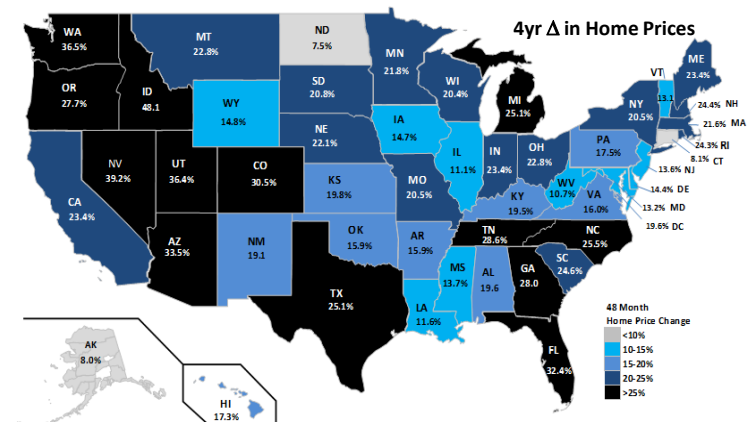 4yr Δ in Home Prices
WA
36.5%
MT
22.8%
ND
7.5%
MN
21.8%
VT
13.1
ME
23.4%
OR
27.7%
ID
48.1
WY
14.8%
SD
20.8%
WI
20.4%
MI
25.1%
NY
20.5%
24.4% NH
21.6% MA
24.3% RI
8.1% CT
NE
22.1%
IA
14.7%
IL
11.1%
IN
23.4%
OH
22.8%
PA
17.5%
13.6% NJ
14.4% DE
13.2% MD
19.6% DC
NV
39.2%
UT
36.4%
CO
30.5%
KS
19.8%
MO
20.5%
KY
19.5%
WV
10.7%
VA
16.0%
CA
23.4%
AZ
33.5%
NM
19.1
OK
15.9%
AR
15.9%
TN
28.6%
NC
25.5%
SC
24.6%
TX
25.1%
LA
11.6%
MS
13.7%
AL
19.6
GA
28.0
FL
32.4%
AK
8.0%
HI
17.3%
48 Month
Home Price Change
<10%
10-15%
15-20%
20-25%
>25%